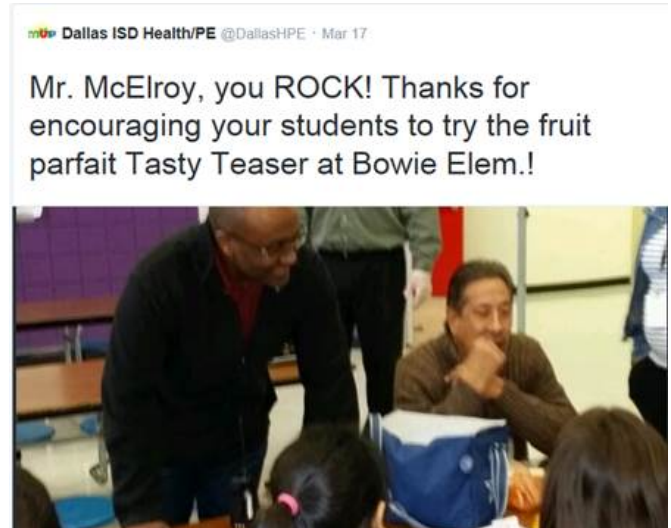 mup Dallas ISD Health/PE @DallasHPE · Mar 17
Mr. McElroy, you ROCK! Thanks for
encouraging your students to try the fruit
parfait Tasty Teaser at Bowie Elem.!